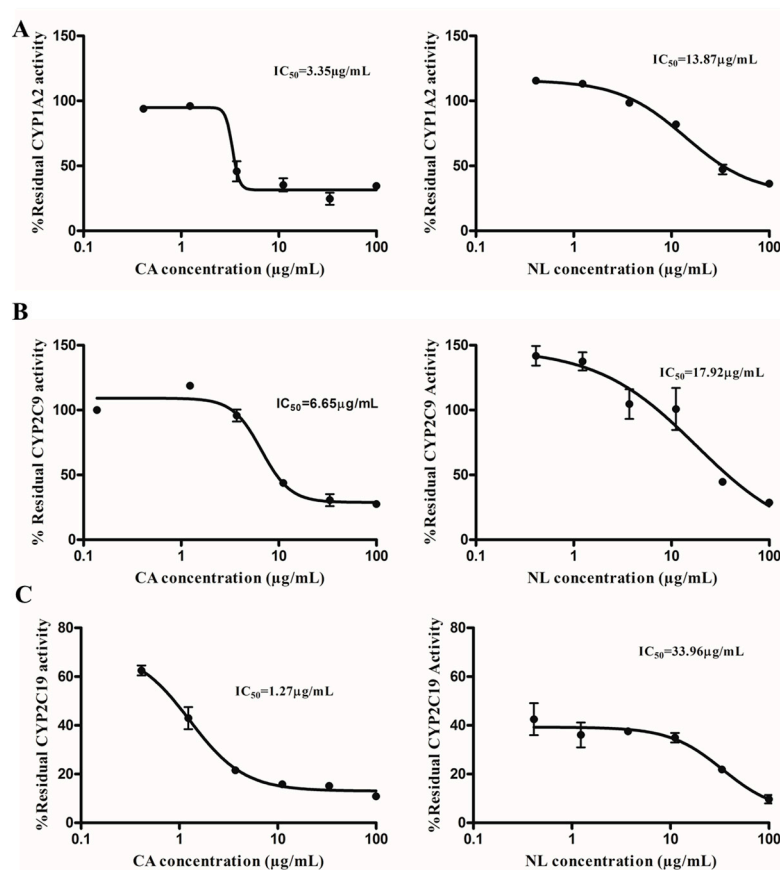 A
150
100
50
0
%Residual CYP1A2 activity
IC50=3.35µg/mL
0.1 1 10 100
CA concentration (µg/mL)
150
100
50
0
%Residual CYP1A2 activity
IC50=13.87µg/mL
0.1 1 10 100
NL concentration (µg/mL)
B
150
100
50
0
% Residual CYP2C9 activity
IC50=6.65µg/mL
0.1 1 10 100
CA concentration (µg/mL)
150
100
50
0
% Residual CYP2C9 Activity
IC50=17.92µg/mL
0.1 1 10 100
NL concentration (µg/mL)
C
80
60
40
20
0
%Residual CYP2C19 activity
IC50=1.27µg/mL
0.1 1 10 100
CA concentration (µg/mL)
80
60
40
20
0
%Residual CYP2C19 Activity
IC50=33.96µg/mL
0.1 1 10 100
NL concentration (µg/mL)